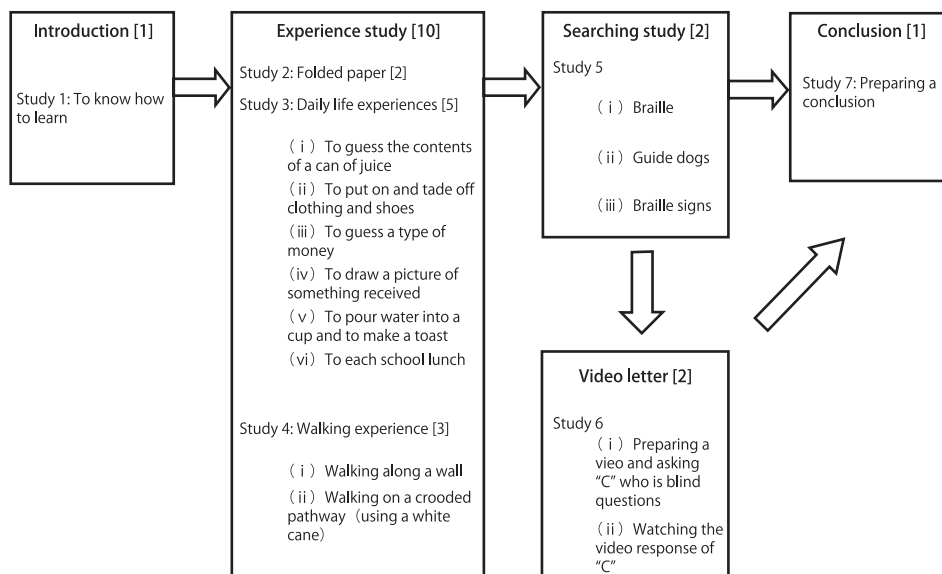 Introduction [1]
Study 1: To know how
to learn
Experience study [10]
Study 2: Folded paper [2]
Study 3: Daily life experiences [5]
(ⅰ) To guess the contents
of a can of juice
(ⅱ) To put on and tade off
clothing and shoes
(ⅲ) To guess a type of
money
(ⅳ) To draw a picture of
something received
(ⅴ) To pour water into a
cup and to make a toast
(ⅵ) To each school lunch
Study 4: Walking experience [3]
(ⅰ) Walking along a wall
(ⅱ) Walking on a crooded
pathway (using a white
cane)
Searching study [2]
Study 5
(ⅰ) Braille
(ⅱ) Guide dogs
(ⅲ) Braille signs
Video letter [2]
Study 6
(ⅰ) Preparing a
vieo and asking
“C” who is blind
questions
(ⅱ) Watching the
video response of
“C”
Conclusion [1]
Study 7: Preparing a
conclusion